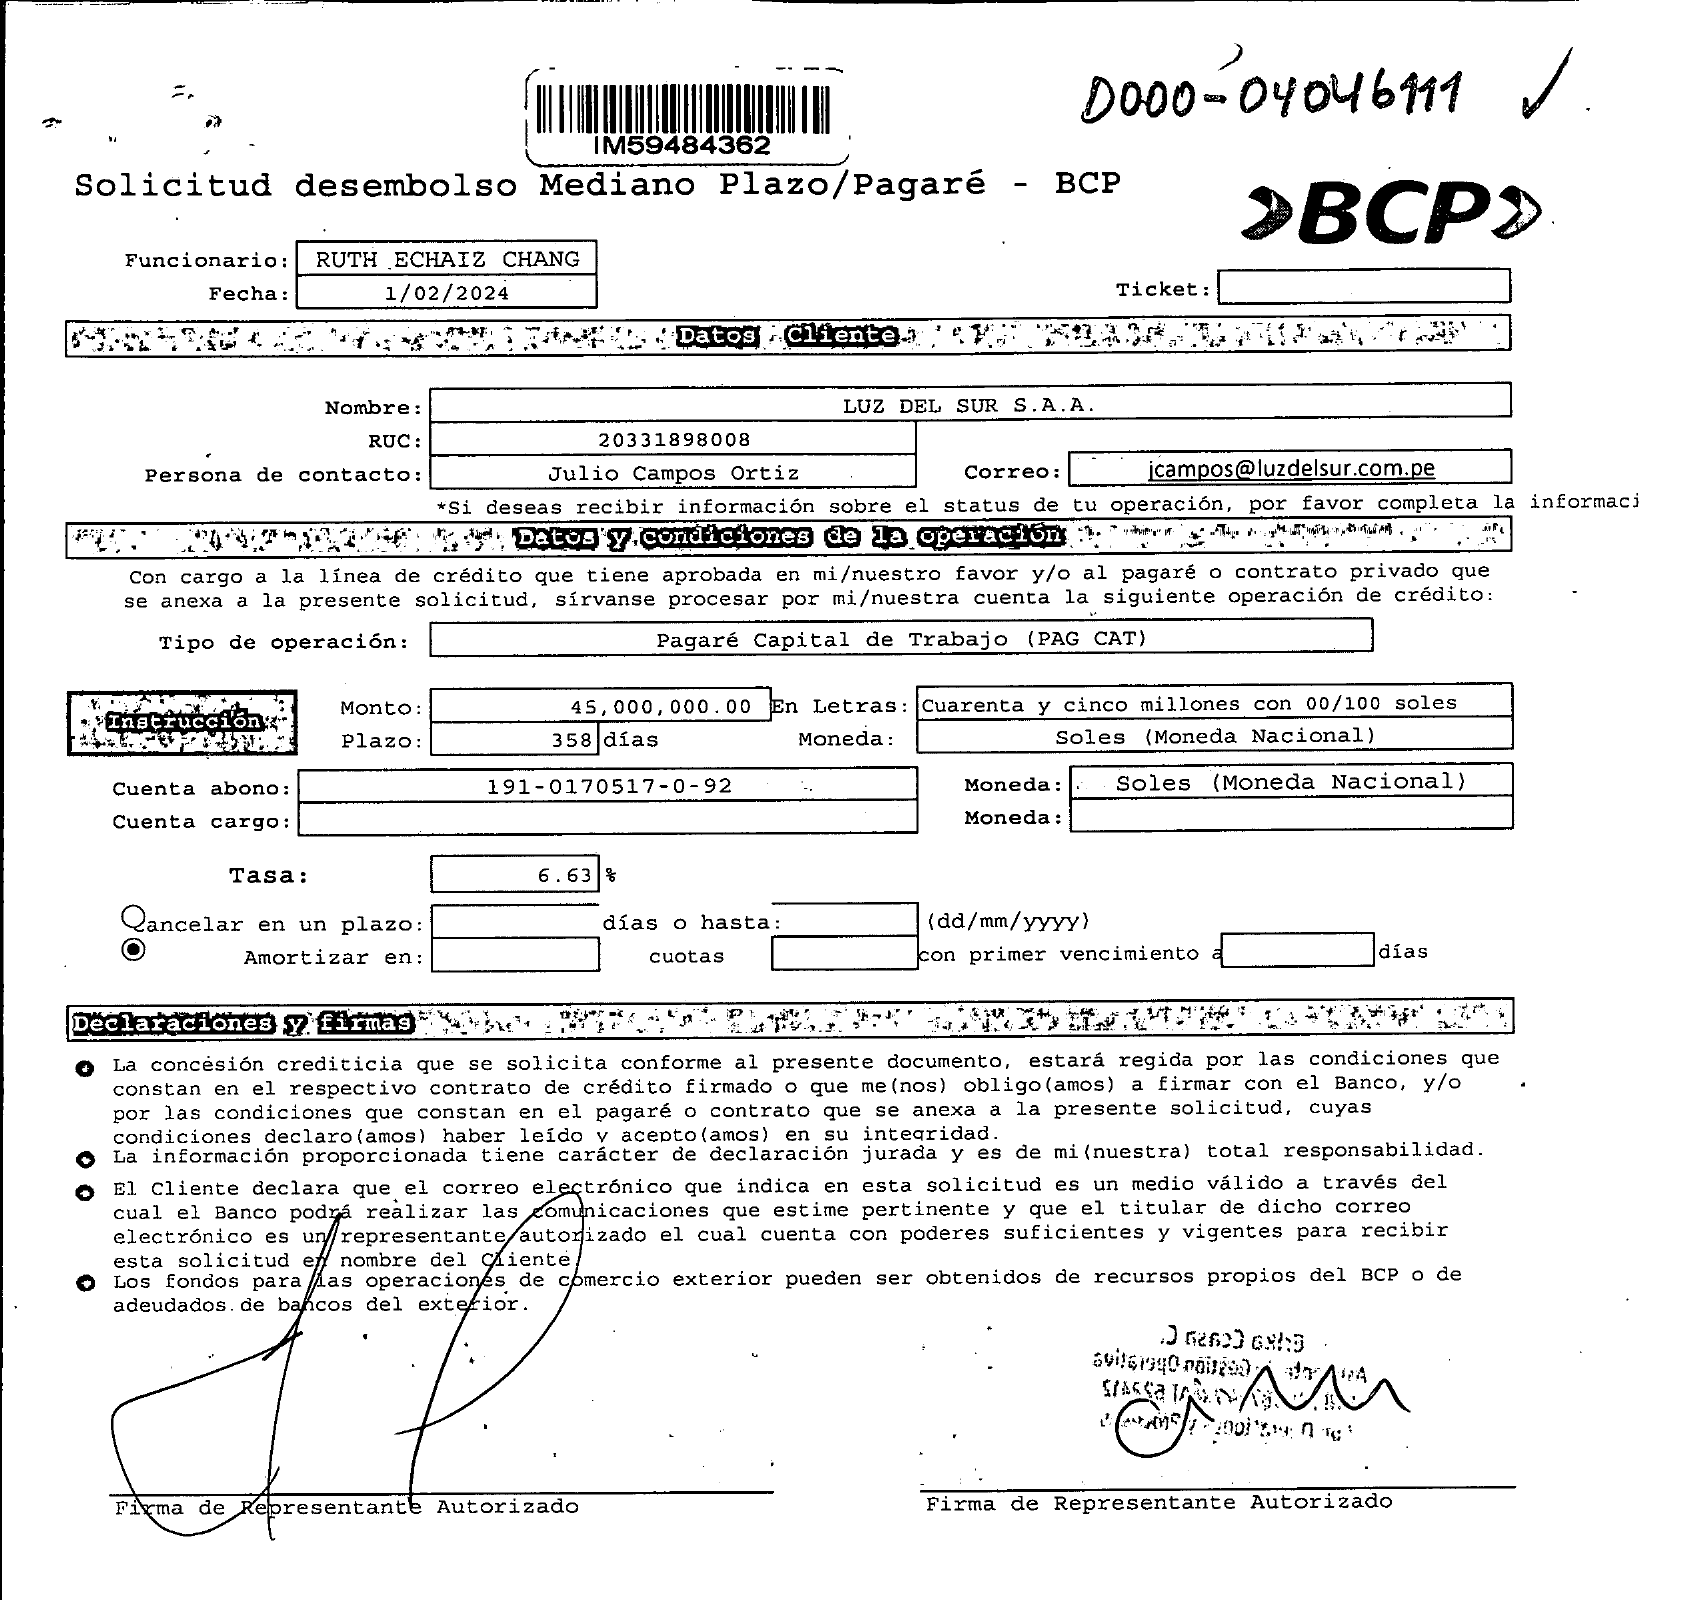 D000-04046111
IM59484362
Solicitud desembolso Mediano Plazo/Pagaré - BCP
BCP
Funcionario: RUTH ECHAIZ CHANG
Fecha: 1/02/2024
Ticket:
Datos Cliente
Nombre: LUZ DEL SUR S.A.A.
RUC: 20331898008
Persona de contacto: Julio Campos Ortiz Correo: jcampos@luzdelsur.com.pe
*Si deseas recibir información sobre el status de tu operación, por favor completa la informaci
Datos y condiciones de la operación
Con cargo a la línea de crédito que tiene aprobada en mi/nuestro favor y/o al pagaré o contrato privado que
se anexa a la presente solicitud, sírvanse procesar por mi/nuestra cuenta la siguiente operación de crédito:
Tipo de operación: Pagaré Capital de Trabajo (PAG CAT)
Instrucción
Monto: 45,000,000.00 En Letras: Cuarenta y cinco millones con 00/100 soles
Plazo: 358 días Moneda: Soles (Moneda Nacional)
Cuenta abono: 191-0170517-0-92 Moneda: Soles (Moneda Nacional)
Cuenta cargo: Moneda:
Tasa: 6.63 %
ancelar en un plazo: días o hasta: (dd/mm/yyyy)
Amortizar en: cuotas con primer vencimiento a días
Declaraciones y firmas
La concesión crediticia que se solicita conforme al presente documento, estará regida por las condiciones que
constan en el respectivo contrato de crédito firmado o que me(nos) obligo(amos) a firmar con el Banco, y/o
por las condiciones que constan en el pagaré o contrato que se anexa a la presente solicitud, cuyas
condiciones declaro(amos) haber leído y acepto(amos) en su integridad.
La información proporcionada tiene carácter de declaración jurada y es de mi(nuestra) total responsabilidad.
El Cliente declara que el correo electrónico que indica en esta solicitud es un medio válido a través del
cual el Banco podrá realizar las comunicaciones que estime pertinente y que el titular de dicho correo
electrónico es un representante autorizado el cual cuenta con poderes suficientes y vigentes para recibir
esta solicitud en nombre del Cliente
Los fondos para las operaciones de comercio exterior pueden ser obtenidos de recursos propios del BCP o de
adeudados de bancos del exterior.
Erika Ccasa C.
Gestión Operativa
Firma de Representante Autorizado
Firma de Representante Autorizado